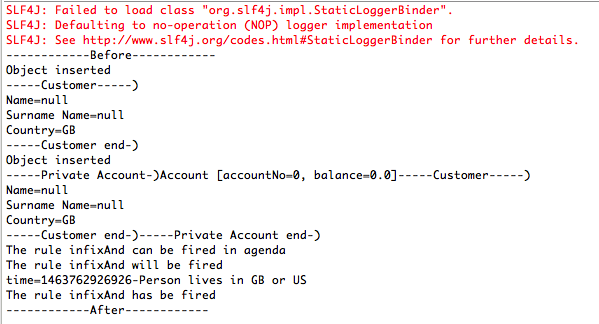 SLF4J: Failed to load class "org.slf4j.impl.StaticLoggerBinder".
SLF4J: Defaulting to no-operation (NOP) logger implementation
SLF4J: See http://www.slf4j.org/codes.html#StaticLoggerBinder for further details.
------------Before------------
Object inserted
-----Customer-----)
Name=null
Surname Name=null
Country=GB
-----Customer end-)
Object inserted
-----Private Account-)Account [accountNo=0, balance=0.0]-----Customer-----)
Name=null
Surname Name=null
Country=GB
-----Customer end-)-----Private Account end-)
The rule infixAnd can be fired in agenda
The rule infixAnd will be fired
time=1463762926926-Person lives in GB or US
The rule infixAnd has be fired
------------After------------